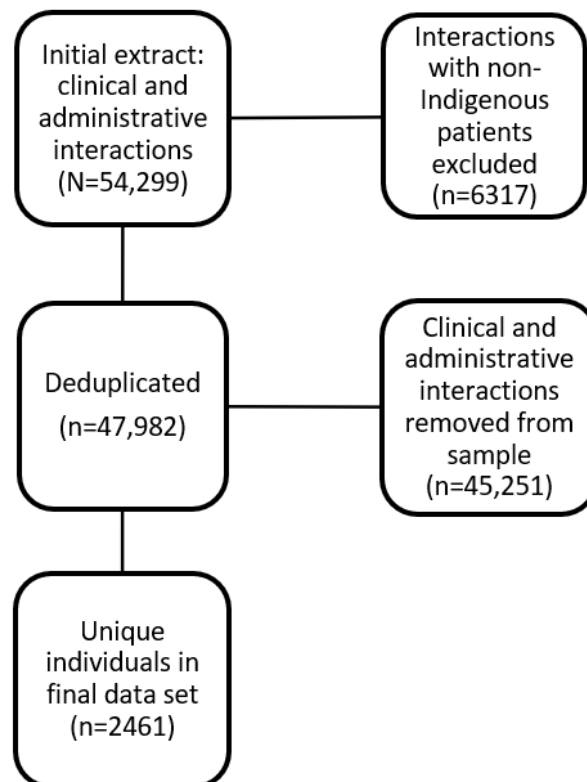 Initial extract:
clinical and
administrative
interactions
(N=54,299)
Interactions
with non-
Indigenous
patients
excluded
(n=6317)
Deduplicated
(n=47,982)
Clinical and
administrative
interactions
removed from
sample
(n=45,251)
Unique
individuals in
final data set
(n=2461)